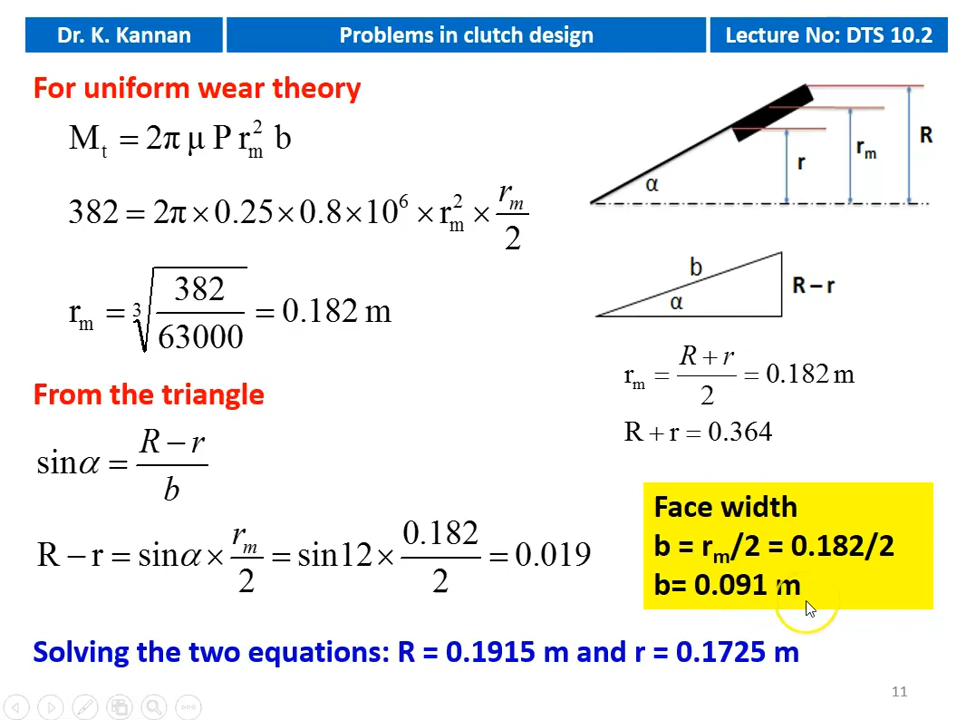 Dr. K. Kannan
Problems in clutch design
Lecture No: DTS 10.2
For uniform wear theory
M_t = 2π μ P r_m^2 b
382 = 2π × 0.25 × 0.8 × 10^6 × r_m^2 × r_m/2
r_m = ∛(382/63000) = 0.182 m
From the triangle
sinα = (R − r)/b
R − r = sinα × r_m/2 = sin12 × 0.182/2 = 0.019
α
r
r_m
R
b
α
R – r
r_m = (R + r)/2 = 0.182 m
R + r = 0.364
Face width
b = r_m/2 = 0.182/2
b= 0.091 m
Solving the two equations: R = 0.1915 m and r = 0.1725 m
11